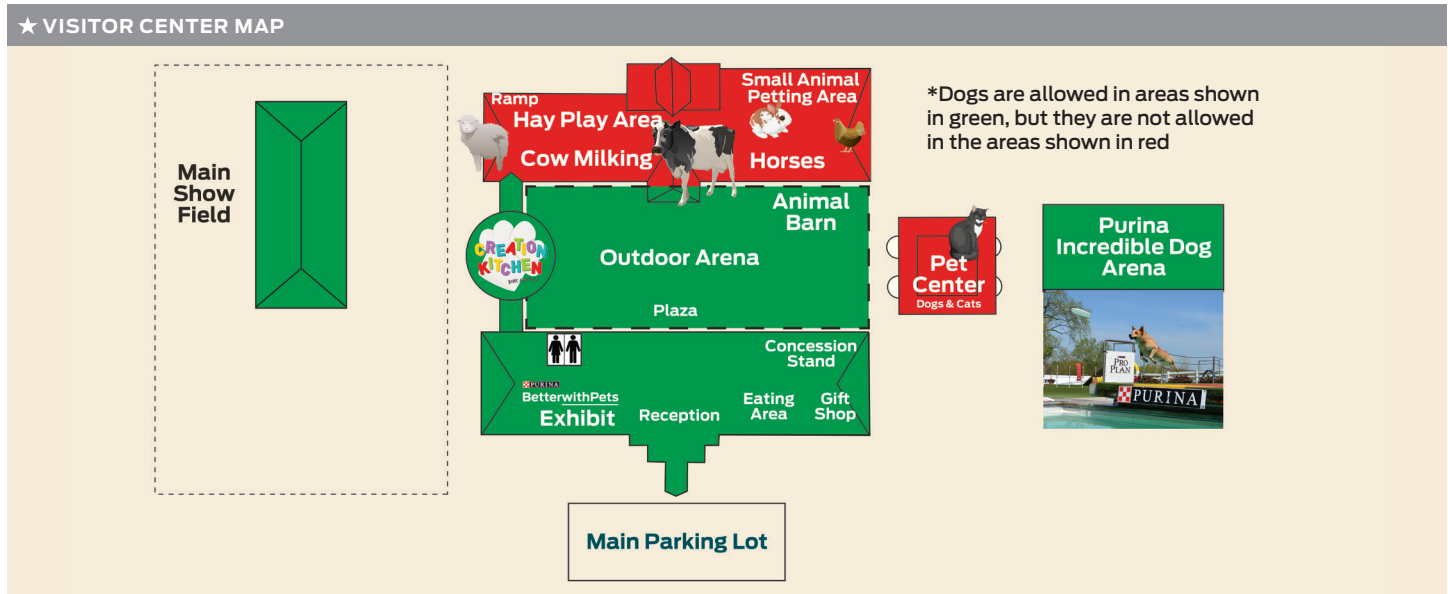 ★ VISITOR CENTER MAP
Main
Show
Field
Ramp
Hay Play Area
Cow Milking
Small Animal
Petting Area
Horses
*Dogs are allowed in areas shown
in green, but they are not allowed
in the areas shown in red
CREATION
KITCHEN
Animal
Barn
Outdoor Arena
Plaza
Pet
Center
Dogs & Cats
Purina
Incredible Dog
Arena
PRO
PLAN
PURINA
Concession
Stand
PURINA
BetterwithPets
Exhibit
Reception
Eating
Area
Gift
Shop
Main Parking Lot